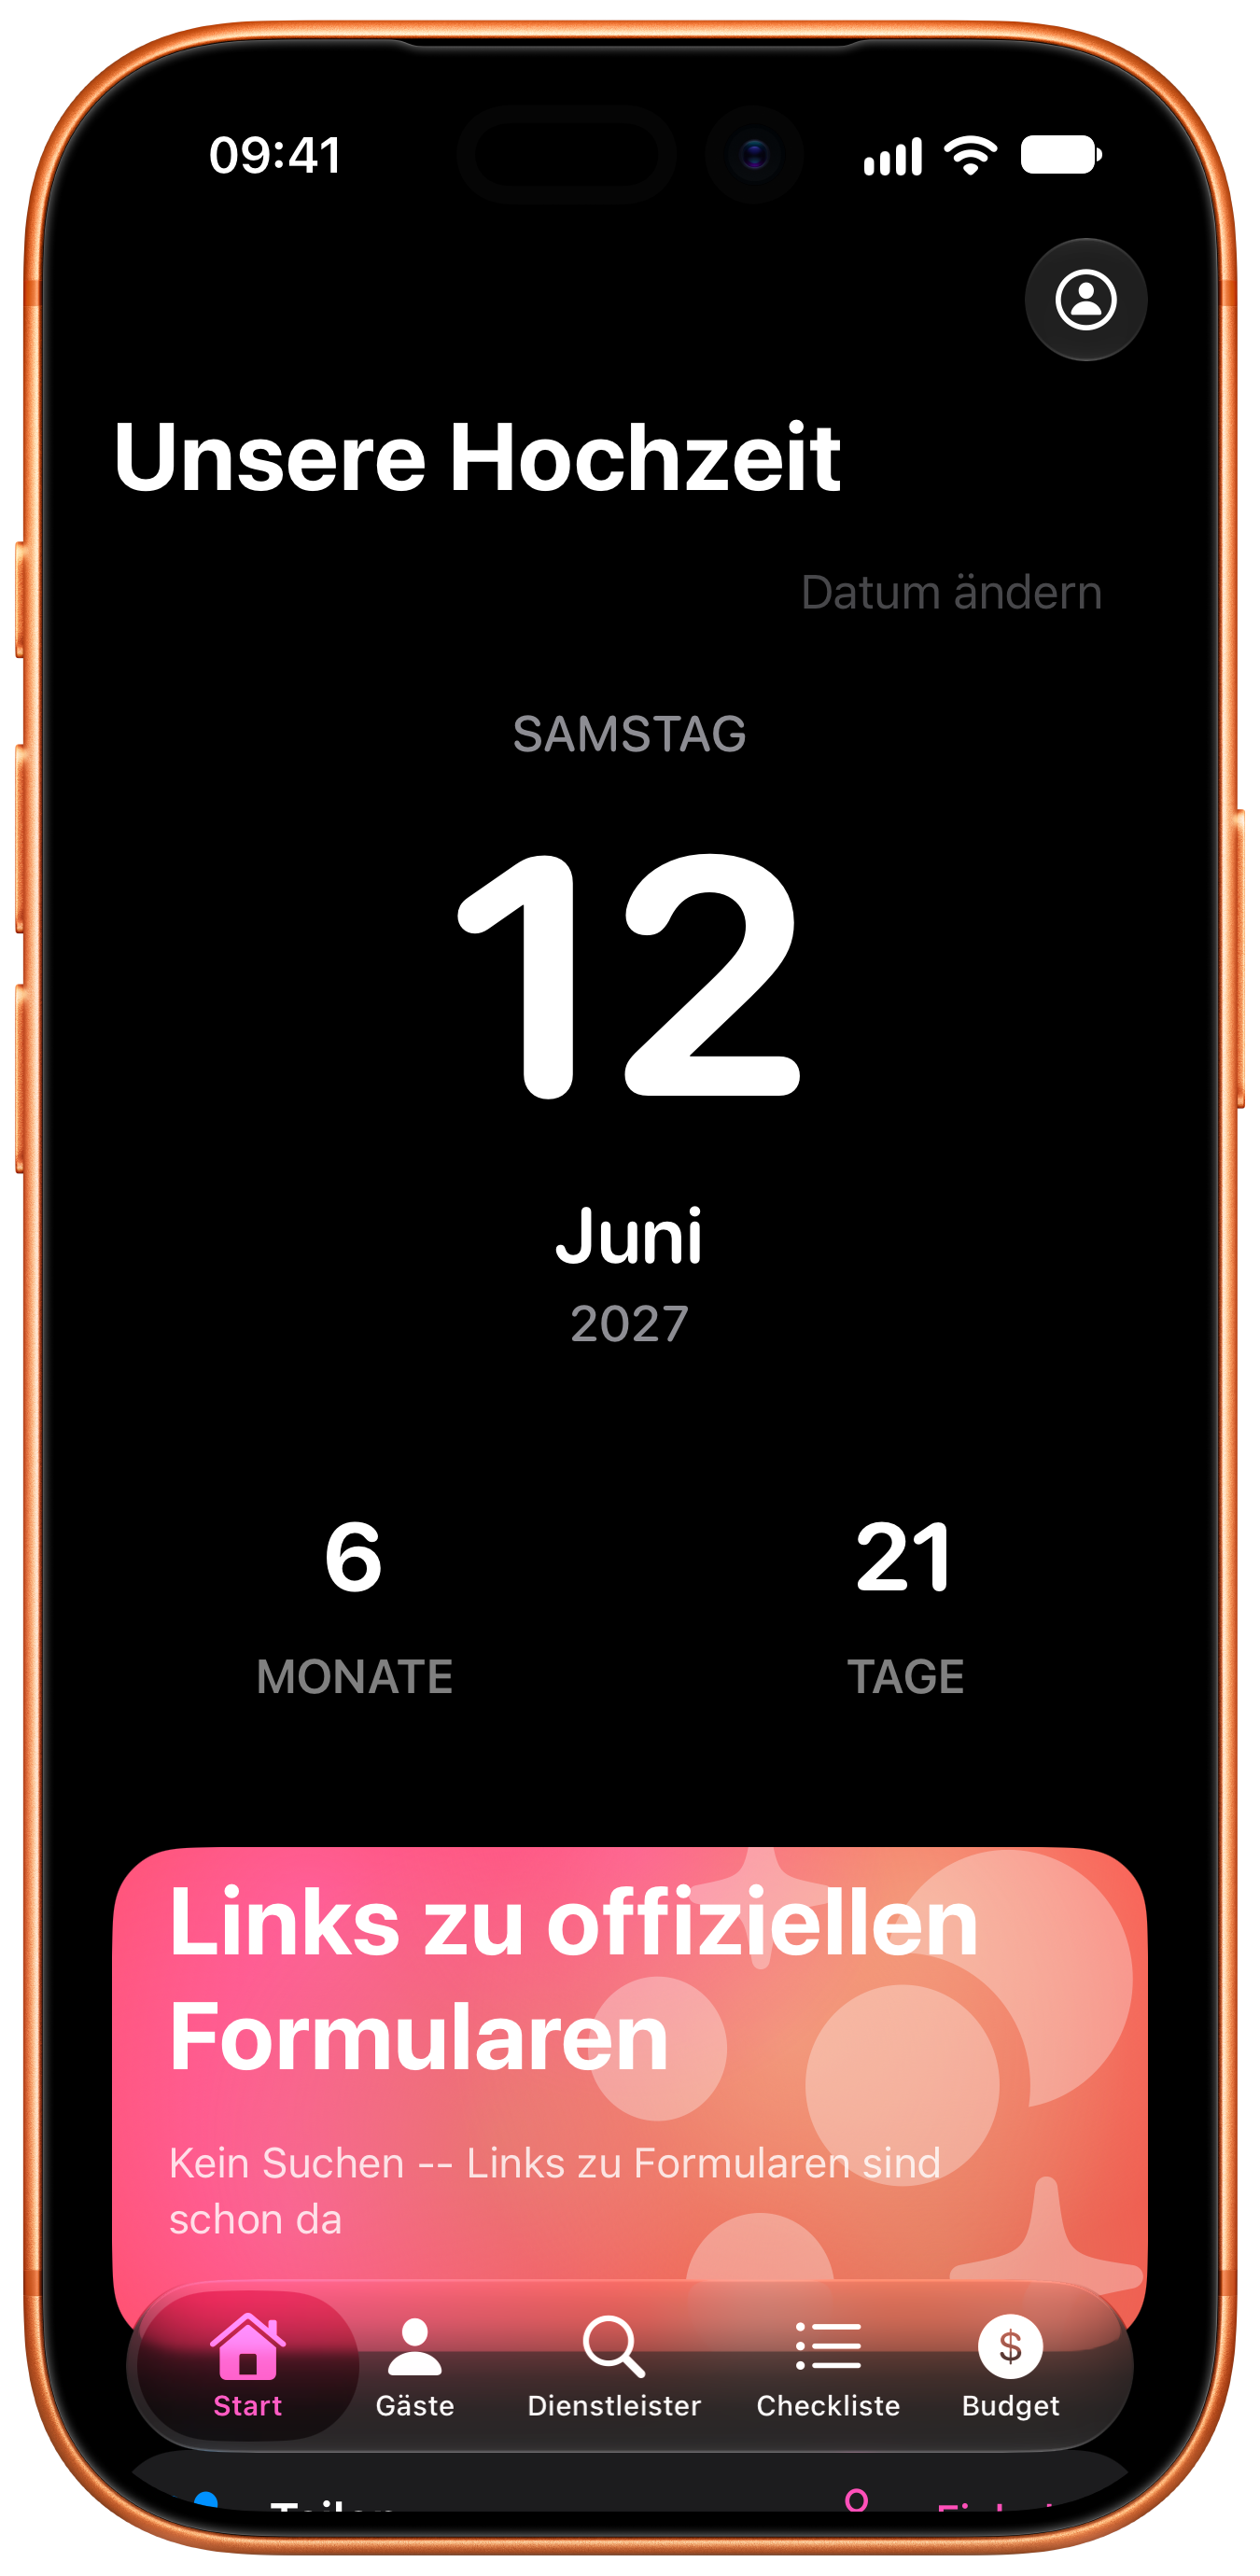 09:41
Unsere Hochzeit
Datum ändern
SAMSTAG
12
Juni
2027
6
21
MONATE
TAGE
Links zu offiziellen
Formularen
Kein Suchen -- Links zu Formularen sind
schon da
Start
Gäste
Dienstleister
Checkliste
$
Budget